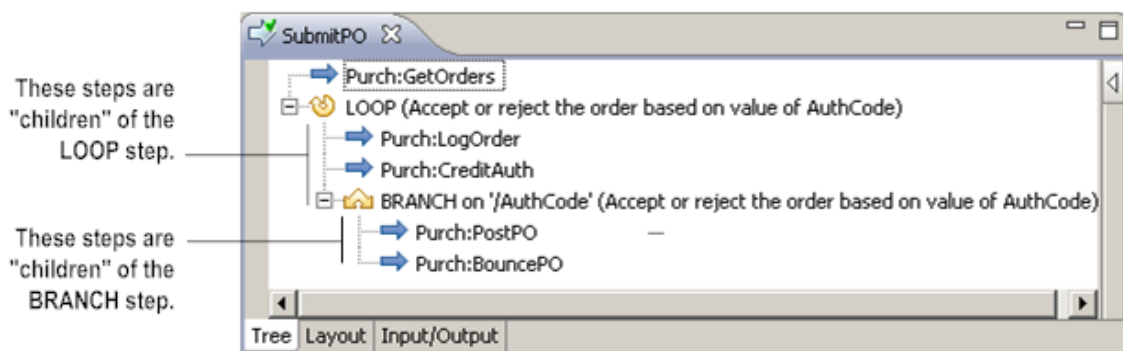 SubmitPO
Purch:GetOrders
These steps are
"children" of the
LOOP step.
LOOP (Accept or reject the order based on value of AuthCode)
Purch:LogOrder
Purch:CreditAuth
BRANCH on '/AuthCode' (Accept or reject the order based on value of AuthCode)
These steps are
"children" of the
BRANCH step.
Purch:PostPO
Purch:BouncePO
Tree Layout Input/Output